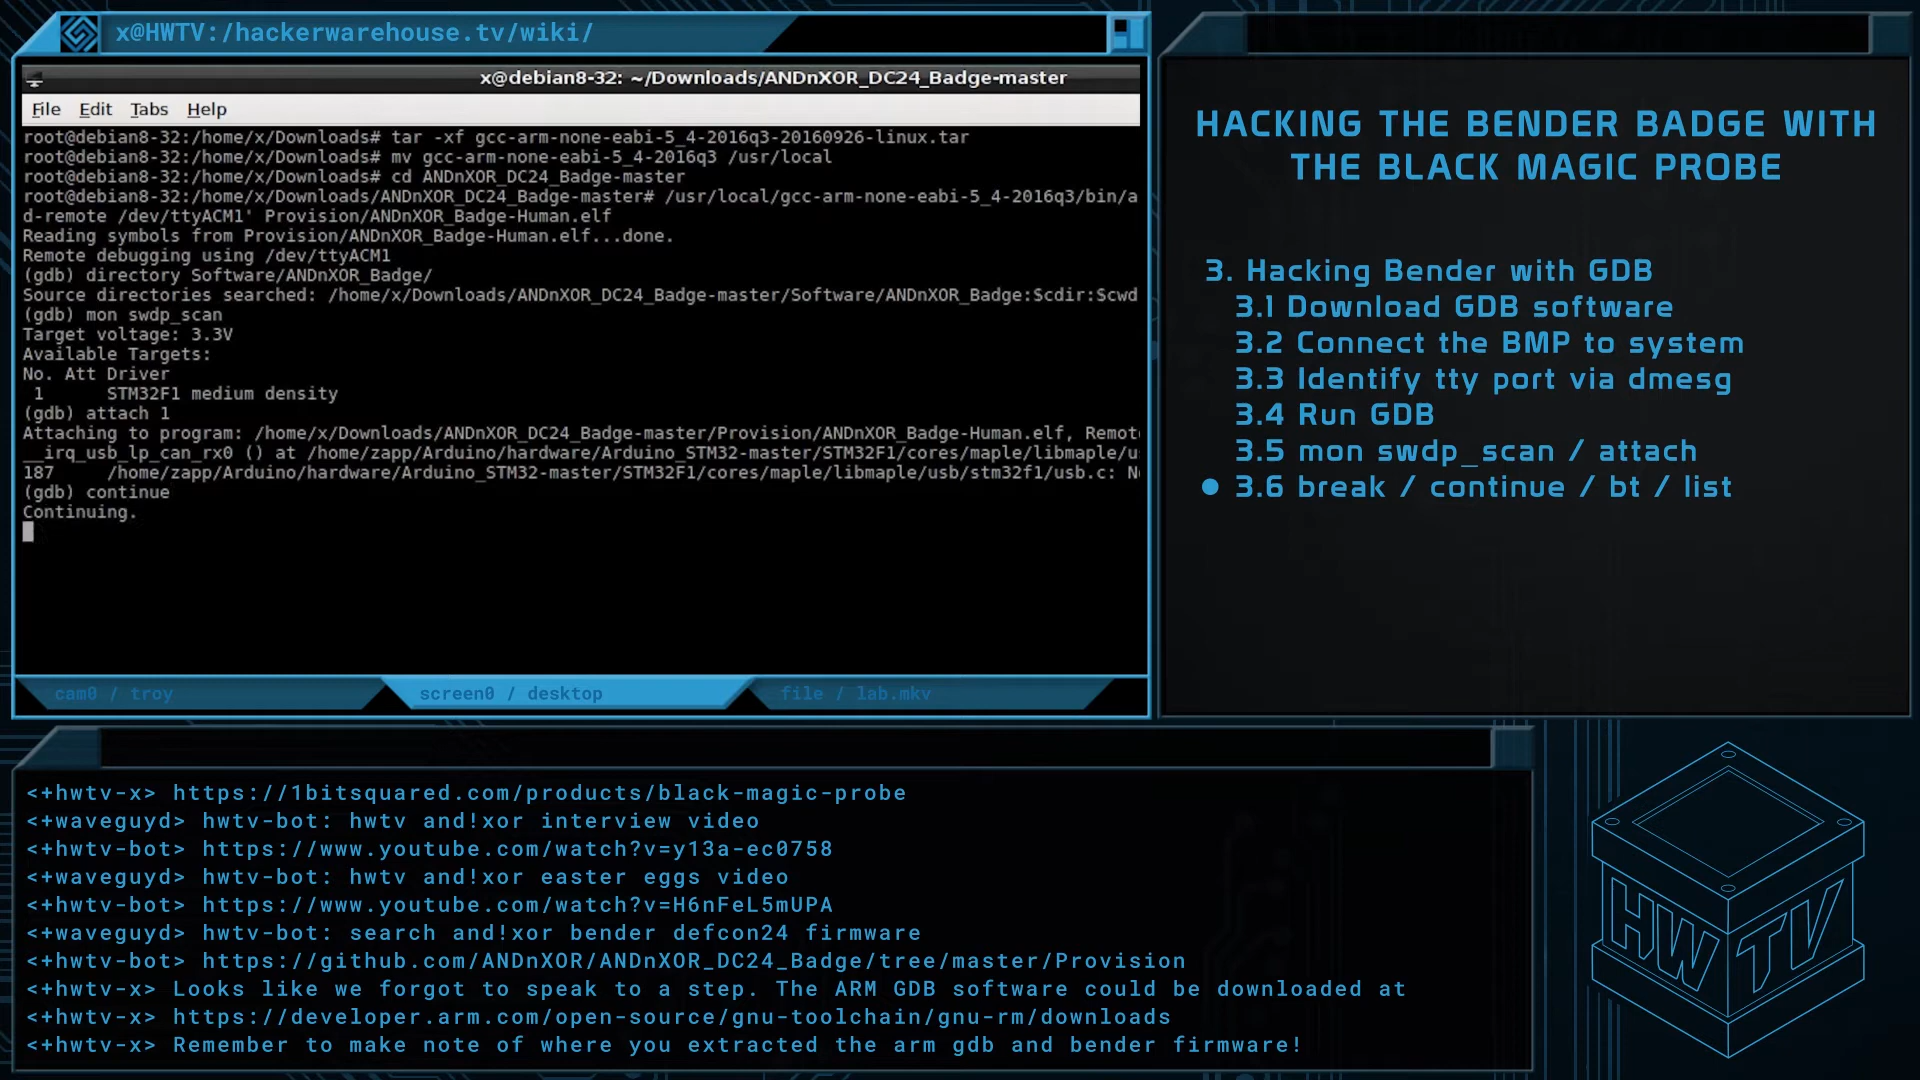 x@HWTV:/hackerwarehouse.tv/wiki/
x@debian8-32: ~/Downloads/ANDnXOR_DC24_Badge-master
File Edit Tabs Help
root@debian8-32:/home/x/Downloads# tar -xf gcc-arm-none-eabi-5_4-2016q3-20160926-linux.tar
root@debian8-32:/home/x/Downloads# mv gcc-arm-none-eabi-5_4-2016q3 /usr/local
root@debian8-32:/home/x/Downloads# cd ANDnXOR_DC24_Badge-master
root@debian8-32:/home/x/Downloads/ANDnXOR_DC24_Badge-master# /usr/local/gcc-arm-none-eabi-5_4-2016q3/bin/a
d-remote /dev/ttyACM1' Provision/ANDnXOR_Badge-Human.elf
Reading symbols from Provision/ANDnXOR_Badge-Human.elf...done.
Remote debugging using /dev/ttyACM1
(gdb) directory Software/ANDnXOR_Badge/
Source directories searched: /home/x/Downloads/ANDnXOR_DC24_Badge-master/Software/ANDnXOR_Badge:$cdir:$cwd
(gdb) mon swdp_scan
Target voltage: 3.3V
Available Targets:
No. Att Driver
1 STM32F1 medium density
(gdb) attach 1
Attaching to program: /home/x/Downloads/ANDnXOR_DC24_Badge-master/Provision/ANDnXOR_Badge-Human.elf, Remot
__irq_usb_lp_can_rx0 () at /home/zapp/Arduino/hardware/Arduino_STM32-master/STM32F1/cores/maple/libmaple/u
187 /home/zapp/Arduino/hardware/Arduino_STM32-master/STM32F1/cores/maple/libmaple/usb/stm32f1/usb.c: N
(gdb) continue
Continuing.
cam0 / troy
screen0 / desktop
file / lab.mkv
HACKING THE BENDER BADGE WITH
THE BLACK MAGIC PROBE
3. Hacking Bender with GDB
3.1 Download GDB software
3.2 Connect the BMP to system
3.3 Identify tty port via dmesg
3.4 Run GDB
3.5 mon swdp_scan / attach
● 3.6 break / continue / bt / list
<+hwtv-x> https://1bitsquared.com/products/black-magic-probe
<+waveguyd> hwtv-bot: hwtv and!xor interview video
<+hwtv-bot> https://www.youtube.com/watch?v=y13a-ec0758
<+waveguyd> hwtv-bot: hwtv and!xor easter eggs video
<+hwtv-bot> https://www.youtube.com/watch?v=H6nFeL5mUPA
<+waveguyd> hwtv-bot: search and!xor bender defcon24 firmware
<+hwtv-bot> https://github.com/ANDnXOR/ANDnXOR_DC24_Badge/tree/master/Provision
<+hwtv-x> Looks like we forgot to speak to a step. The ARM GDB software could be downloaded at
<+hwtv-x> https://developer.arm.com/open-source/gnu-toolchain/gnu-rm/downloads
<+hwtv-x> Remember to make note of where you extracted the arm gdb and bender firmware!
HW TV